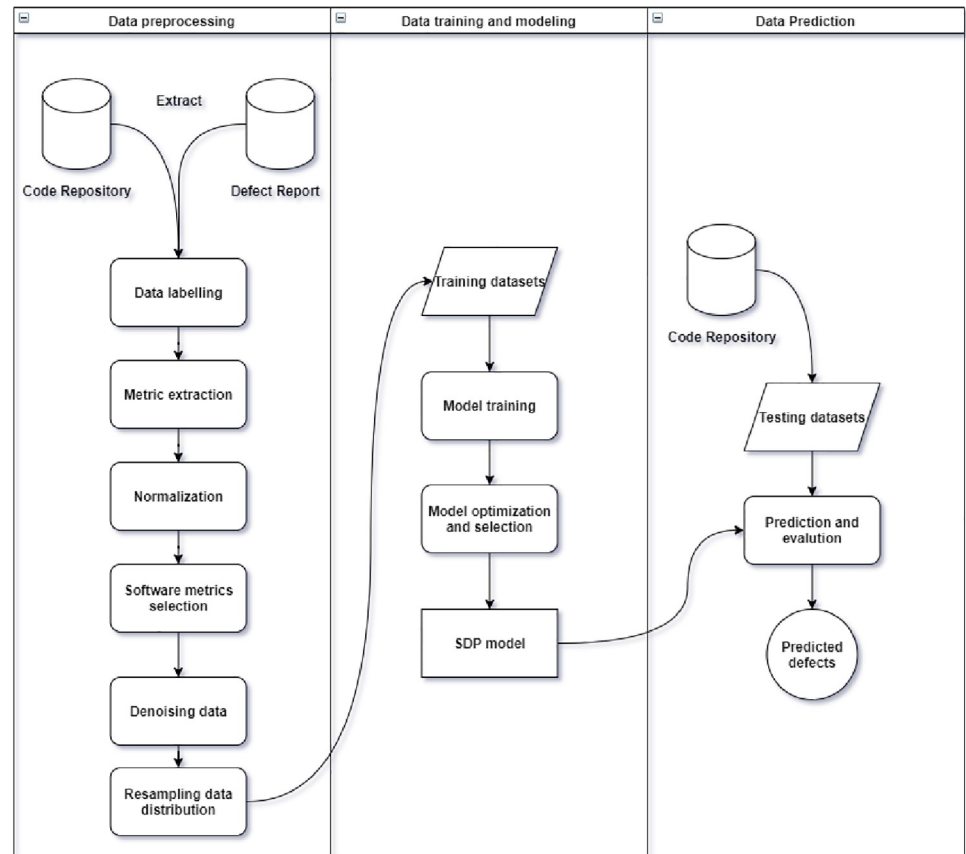 Data preprocessing
Data training and modeling
Data Prediction
Extract
Code Repository
Defect Report
Data labelling
Metric extraction
Normalization
Software metrics
selection
Denoising data
Resampling data
distribution
Training datasets
Model training
Model optimization
and selection
SDP model
Code Repository
Testing datasets
Prediction and
evalution
Predicted
defects